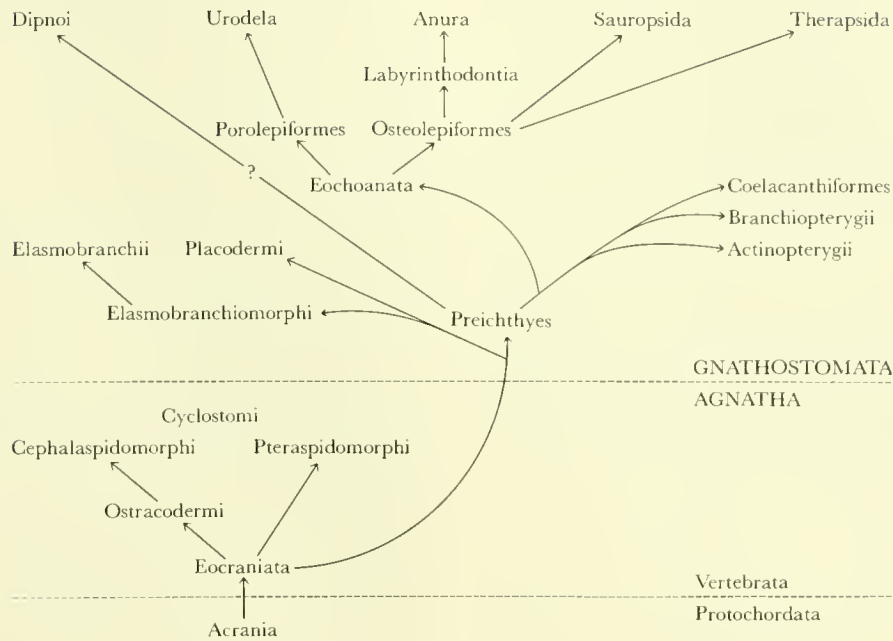 Dipnoi Urodela Anura Sauropsida Therapsida
Labyrinthodontia
Porolepiformes Osteolepiformes
?
Eochoanata Coelacanthiformes
Branchiopterygii
Elasmobranchii Placodermi Actinopterygii
Elasmobranchiomorphi Preichthyes
GNATHOSTOMATA
AGNATHA
Cyclostomi
Cephalaspidomorphi Pteraspidomorphi
Ostracodermi
Eocraniata
Vertebrata
Protochordata
Acrania